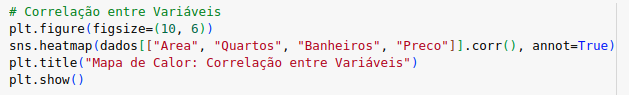 # Correlação entre Variáveis
plt.figure(figsize=(10, 6))
sns.heatmap(dados[["Area", "Quartos", "Banheiros", "Preco"]].corr(), annot=True)
plt.title("Mapa de Calor: Correlação entre Variáveis")
plt.show()